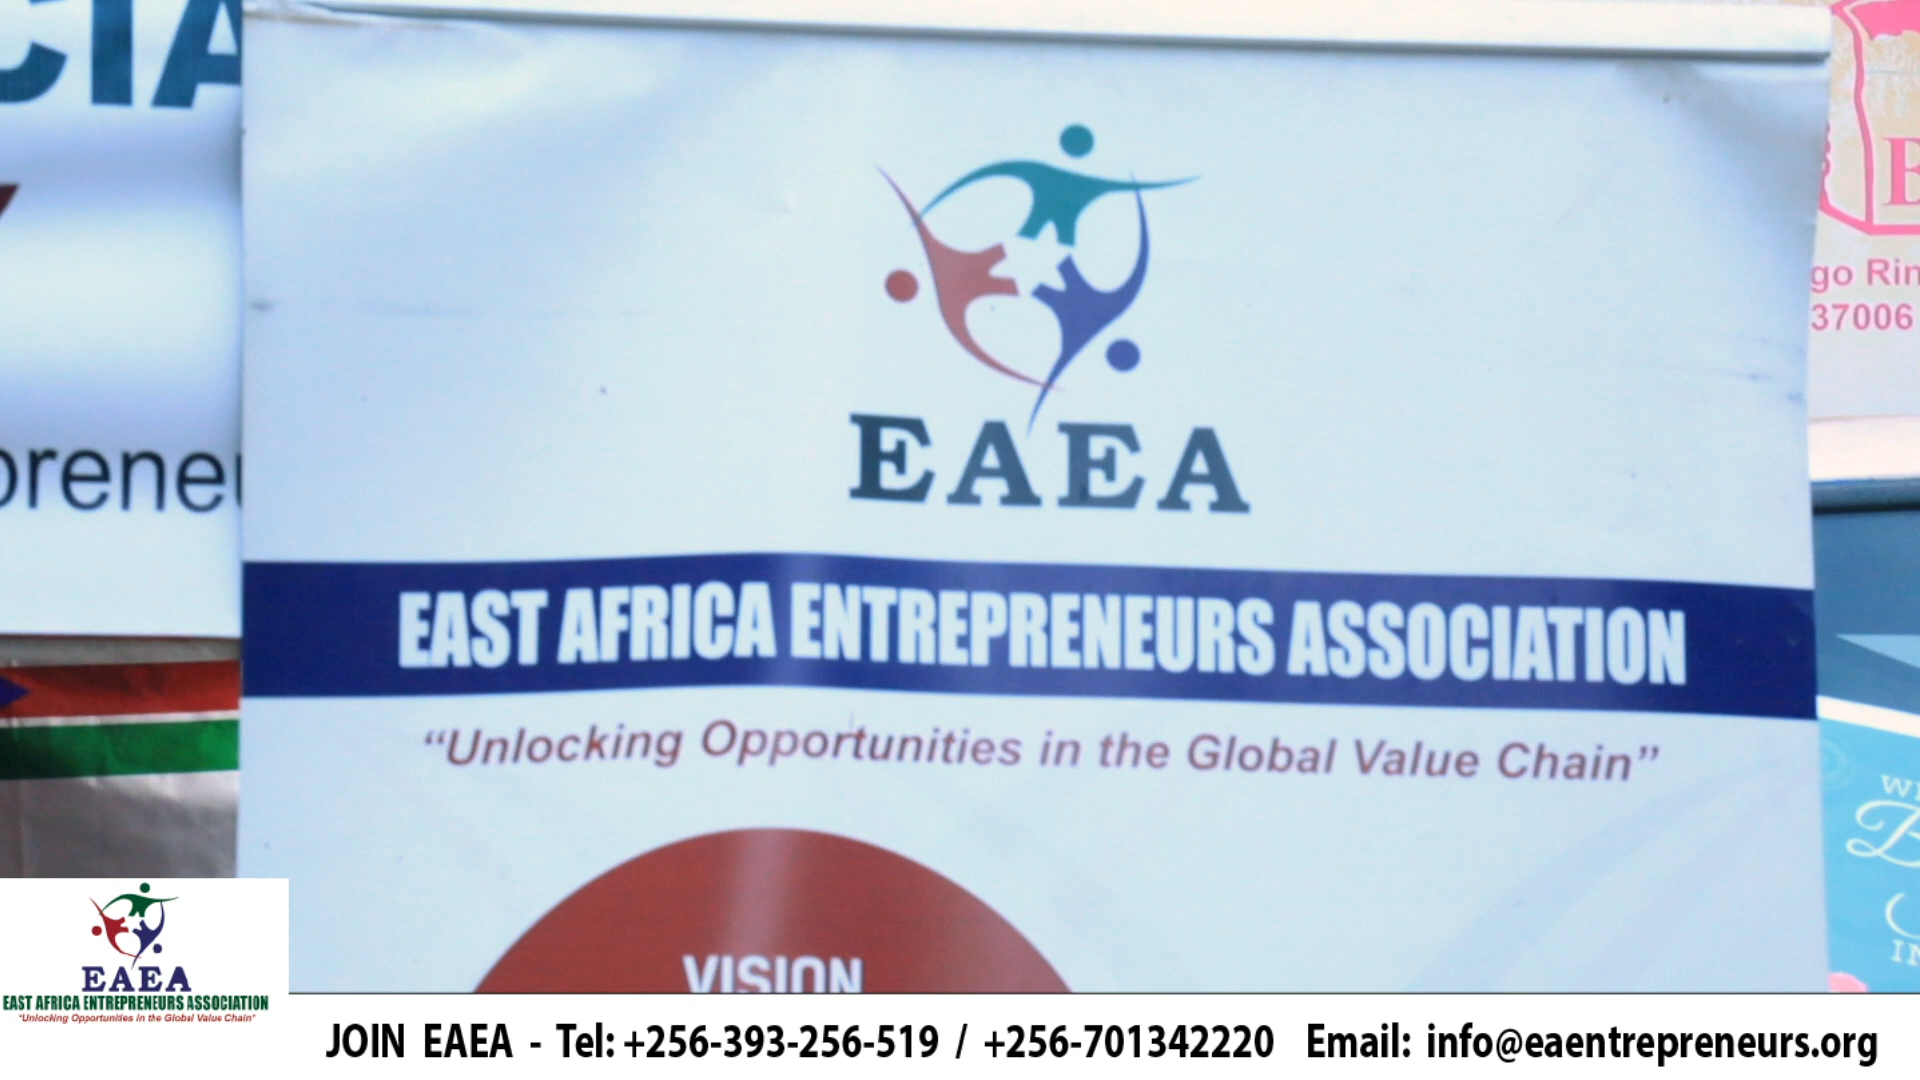 CIA
EAEA
EAST AFRICA ENTREPRENEURS ASSOCIATION
“Unlocking Opportunities in the Global Value Chain”
VISION
go Rin
37006
EAEA
EAST AFRICA ENTREPRENEURS ASSOCIATION
"Unlocking Opportunities in the Global Value Chain"
JOIN EAEA - Tel: +256-393-256-519 / +256-701342220 Email: info@eaentrepreneurs.org